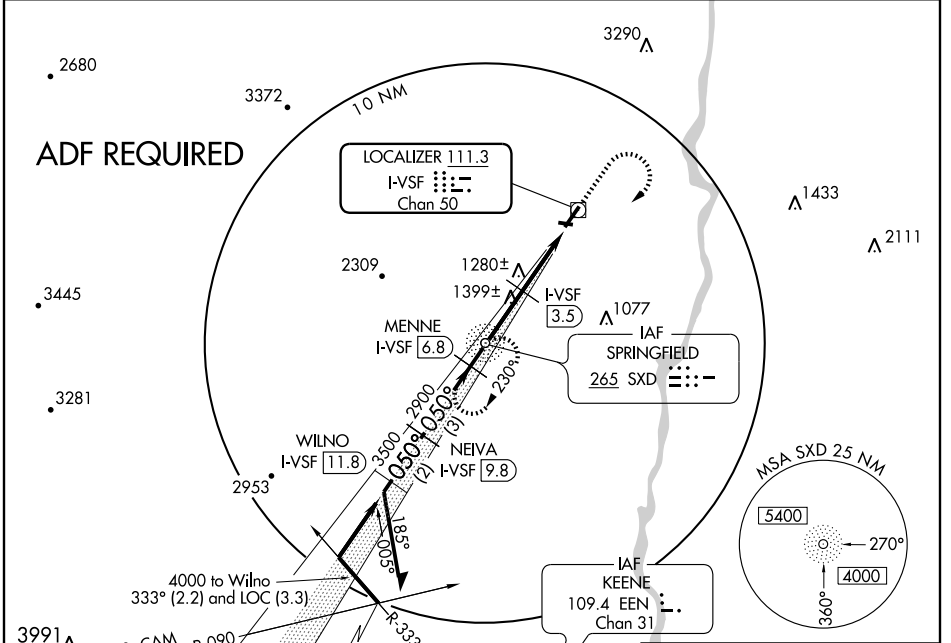 3290
2680
3372
10 NM
ADF REQUIRED
LOCALIZER 111.3
I-VSF
Chan 50
1433
2111
2309
1280±
1399±
3445
I-VSF
3.5
1077
MENNE
I-VSF 6.8
IAF
SPRINGFIELD
265 SXD
230°
3281
2900
050°
(3)
3500
050°
(2)
WILNO
I-VSF 11.8
NEIVA
I-VSF 9.8
2953
185°
005°
MSA SXD 25 NM
5400
270°
4000
360°
4000 to Wilno
333° (2.2) and LOC (3.3)
IAF
KEENE
109.4 EEN
Chan 31
R-333
3991